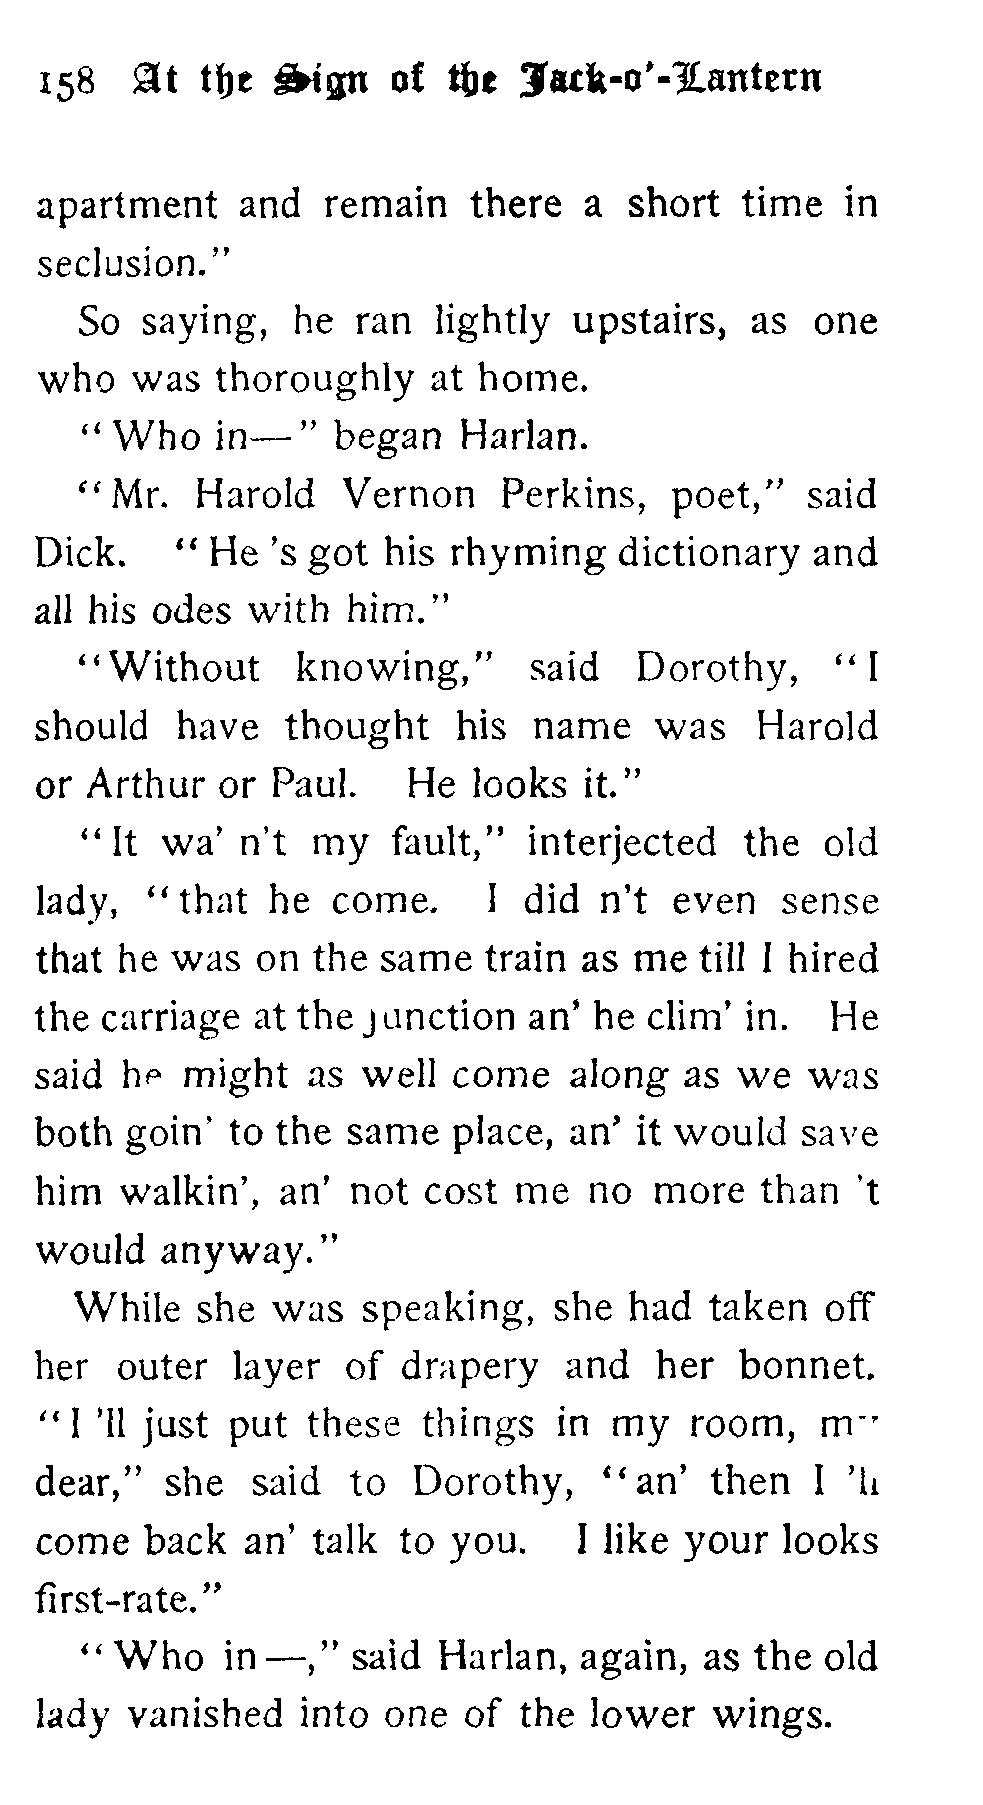 158 At the Sign of the Jack-o'-Lantern
apartment and remain there a short time in
seclusion."
So saying, he ran lightly upstairs, as one
who was thoroughly at home.
"Who in—" began Harlan.
"Mr. Harold Vernon Perkins, poet," said
Dick. "He 's got his rhyming dictionary and
all his odes with him."
"Without knowing," said Dorothy, "I
should have thought his name was Harold
or Arthur or Paul. He looks it."
"It wa' n't my fault," interjected the old
lady, "that he come. I did n't even sense
that he was on the same train as me till I hired
the carriage at the junction an' he clim' in. He
said he might as well come along as we was
both goin' to the same place, an' it would save
him walkin', an' not cost me no more than 't
would anyway."
While she was speaking, she had taken off
her outer layer of drapery and her bonnet.
"I 'll just put these things in my room, my
dear," she said to Dorothy, "an' then I 'll
come back an' talk to you. I like your looks
first-rate."
"Who in—," said Harlan, again, as the old
lady vanished into one of the lower wings.